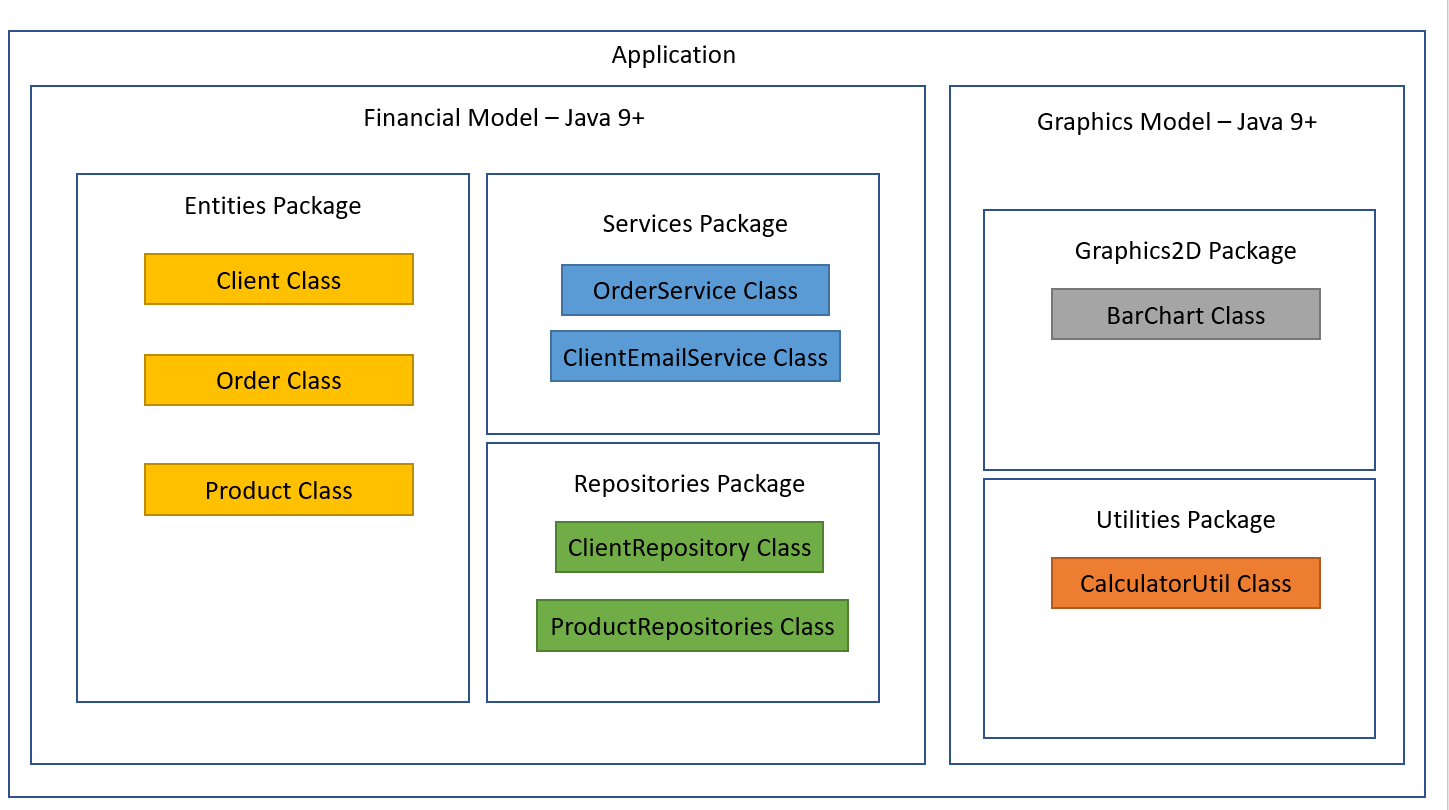 Application
Financial Model – Java 9+
Entities Package
Client Class
Order Class
Product Class
Services Package
OrderService Class
ClientEmailService Class
Repositories Package
ClientRepository Class
ProductRepositories Class
Graphics Model – Java 9+
Graphics2D Package
BarChart Class
Utilities Package
CalculatorUtil Class